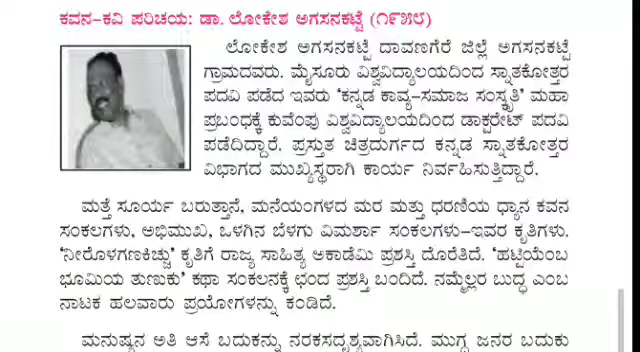 ಕವನ-ಕವಿ ಪರಿಚಯ: ಡಾ. ಲೋಕೇಶ ಅಗಸನಕಟ್ಟೆ (೧೯೫೮)
ಲೋಕೇಶ ಅಗಸನಕಟ್ಟೆ ದಾವಣಗೆರೆ ಜಿಲ್ಲೆ ಅಗಸನಕಟ್ಟೆ
ಗ್ರಾಮದವರು. ಮೈಸೂರು ವಿಶ್ವವಿದ್ಯಾಲಯದಿಂದ ಸ್ನಾತಕೋತ್ತರ
ಪದವಿ ಪಡೆದ ಇವರು ‘ಕನ್ನಡ ಕಾವ್ಯ-ಸಮಾಜ ಸಂಸ್ಕೃತಿ’ ಮಹಾ
ಪ್ರಬಂಧಕ್ಕೆ ಕುವೆಂಪು ವಿಶ್ವವಿದ್ಯಾಲಯದಿಂದ ಡಾಕ್ಟರೇಟ್ ಪದವಿ
ಪಡೆದಿದ್ದಾರೆ. ಪ್ರಸ್ತುತ ಚಿತ್ರದುರ್ಗದ ಕನ್ನಡ ಸ್ನಾತಕೋತ್ತರ
ವಿಭಾಗದ ಮುಖ್ಯಸ್ಥರಾಗಿ ಕಾರ್ಯ ನಿರ್ವಹಿಸುತ್ತಿದ್ದಾರೆ.
ಮತ್ತೆ ಸೂರ್ಯ ಬರುತ್ತಾನೆ, ಮನೆಯಂಗಳದ ಮರ ಮತ್ತು ಧರಣಿಯ ಧ್ಯಾನ ಕವನ
ಸಂಕಲಗಳು, ಅಭಿಮುಖಿ, ಒಳಗಿನ ಬೆಳಗು ವಿಮರ್ಶಾ ಸಂಕಲಗಳು-ಇವರ ಕೃತಿಗಳು.
‘ನೀರೊಳಗಣಕಿಚ್ಚು’ ಕೃತಿಗೆ ರಾಜ್ಯ ಸಾಹಿತ್ಯ ಅಕಾಡೆಮಿ ಪ್ರಶಸ್ತಿ ದೊರೆತಿದೆ. ‘ಹಟ್ಟಿಯೆಂಬ
ಭೂಮಿಯ ತುಣುಕು’ ಕಥಾ ಸಂಕಲನಕ್ಕೆ ಛಂದ ಪ್ರಶಸ್ತಿ ಬಂದಿದೆ. ನಮ್ಮೆಲ್ಲರ ಬುದ್ಧ ಎಂಬ
ನಾಟಕ ಹಲವಾರು ಪ್ರಯೋಗಳನ್ನು ಕಂಡಿದೆ.
ಮನುಷ್ಯನ ಅತಿ ಆಸೆ ಬದುಕನ್ನು ನರಕಸದೃಶ್ಯವಾಗಿಸಿದೆ. ಮುಗ್ಧ ಜನರ ಬದುಕು